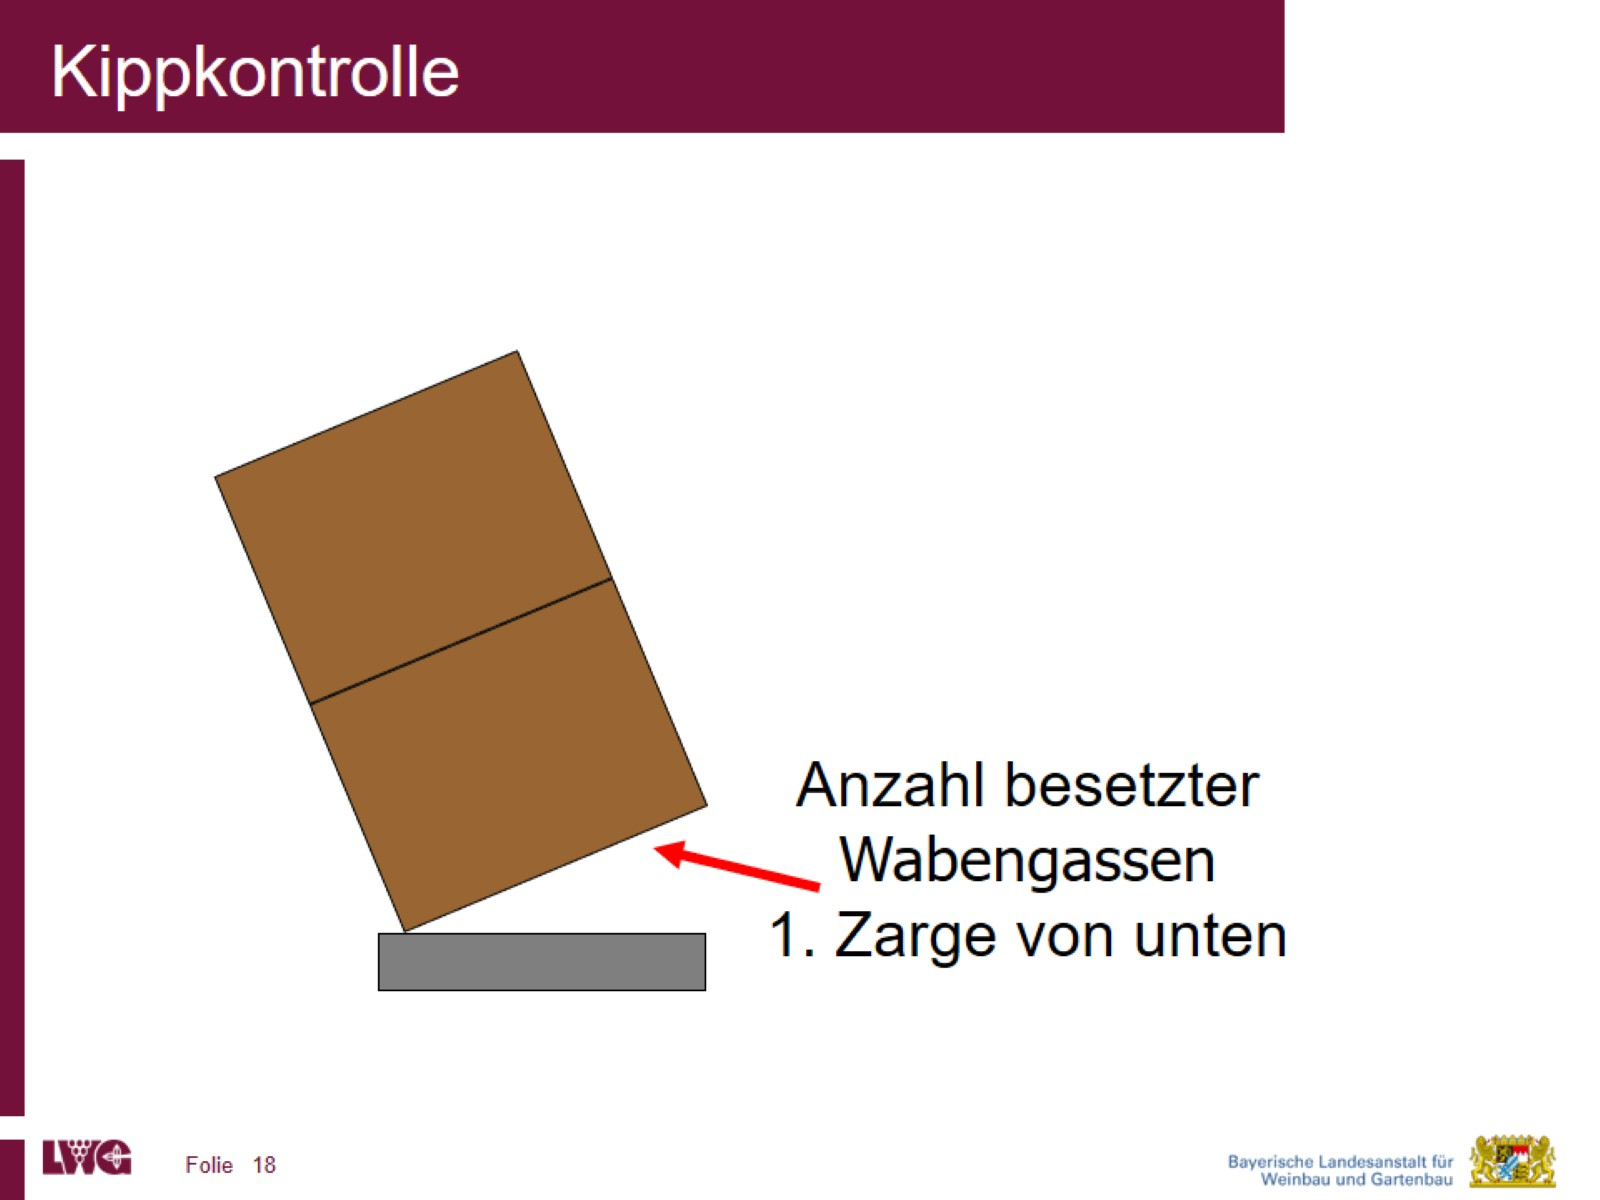 Kippkontrolle
Anzahl besetzter
Wabengassen
1. Zarge von unten
LWG
Folie 18
Bayerische Landesanstalt für
Weinbau und Gartenbau